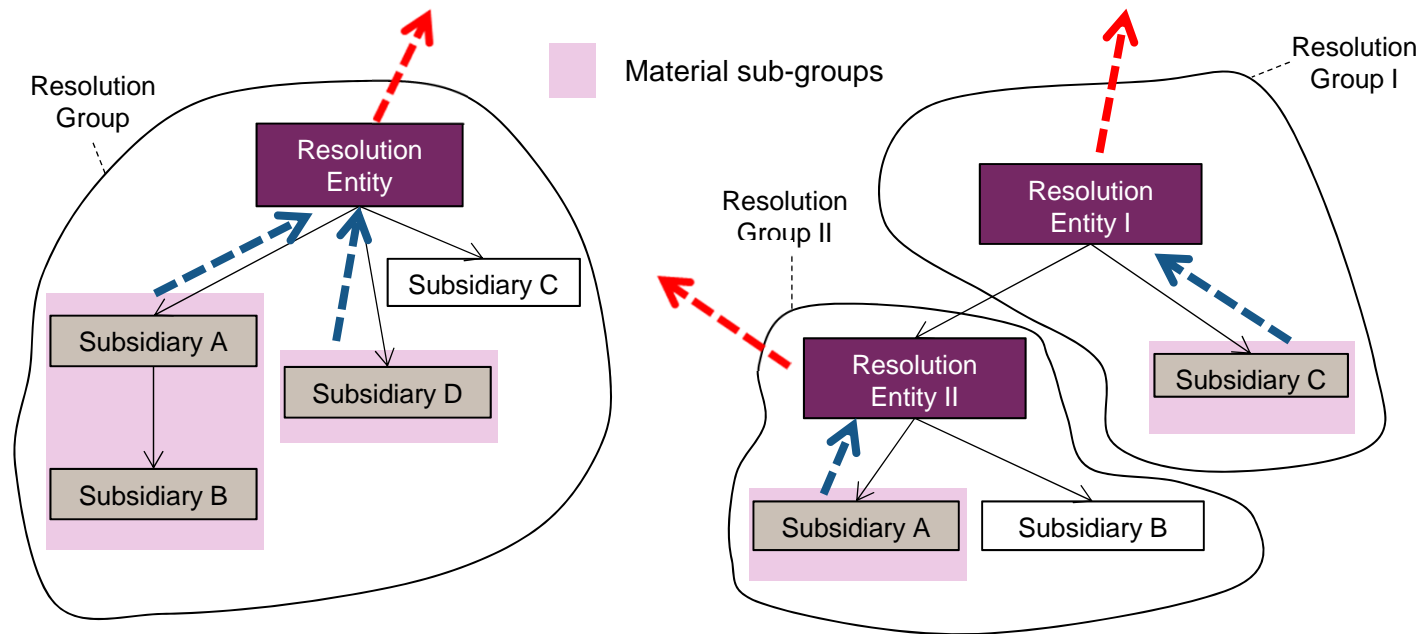 Resolution
Group
Resolution
Entity
Subsidiary A
Subsidiary B
Subsidiary D
Subsidiary C
Material sub-groups
Resolution
Group I
Resolution
Entity I
Subsidiary C
Resolution
Group II
Resolution
Entity II
Subsidiary A
Subsidiary B